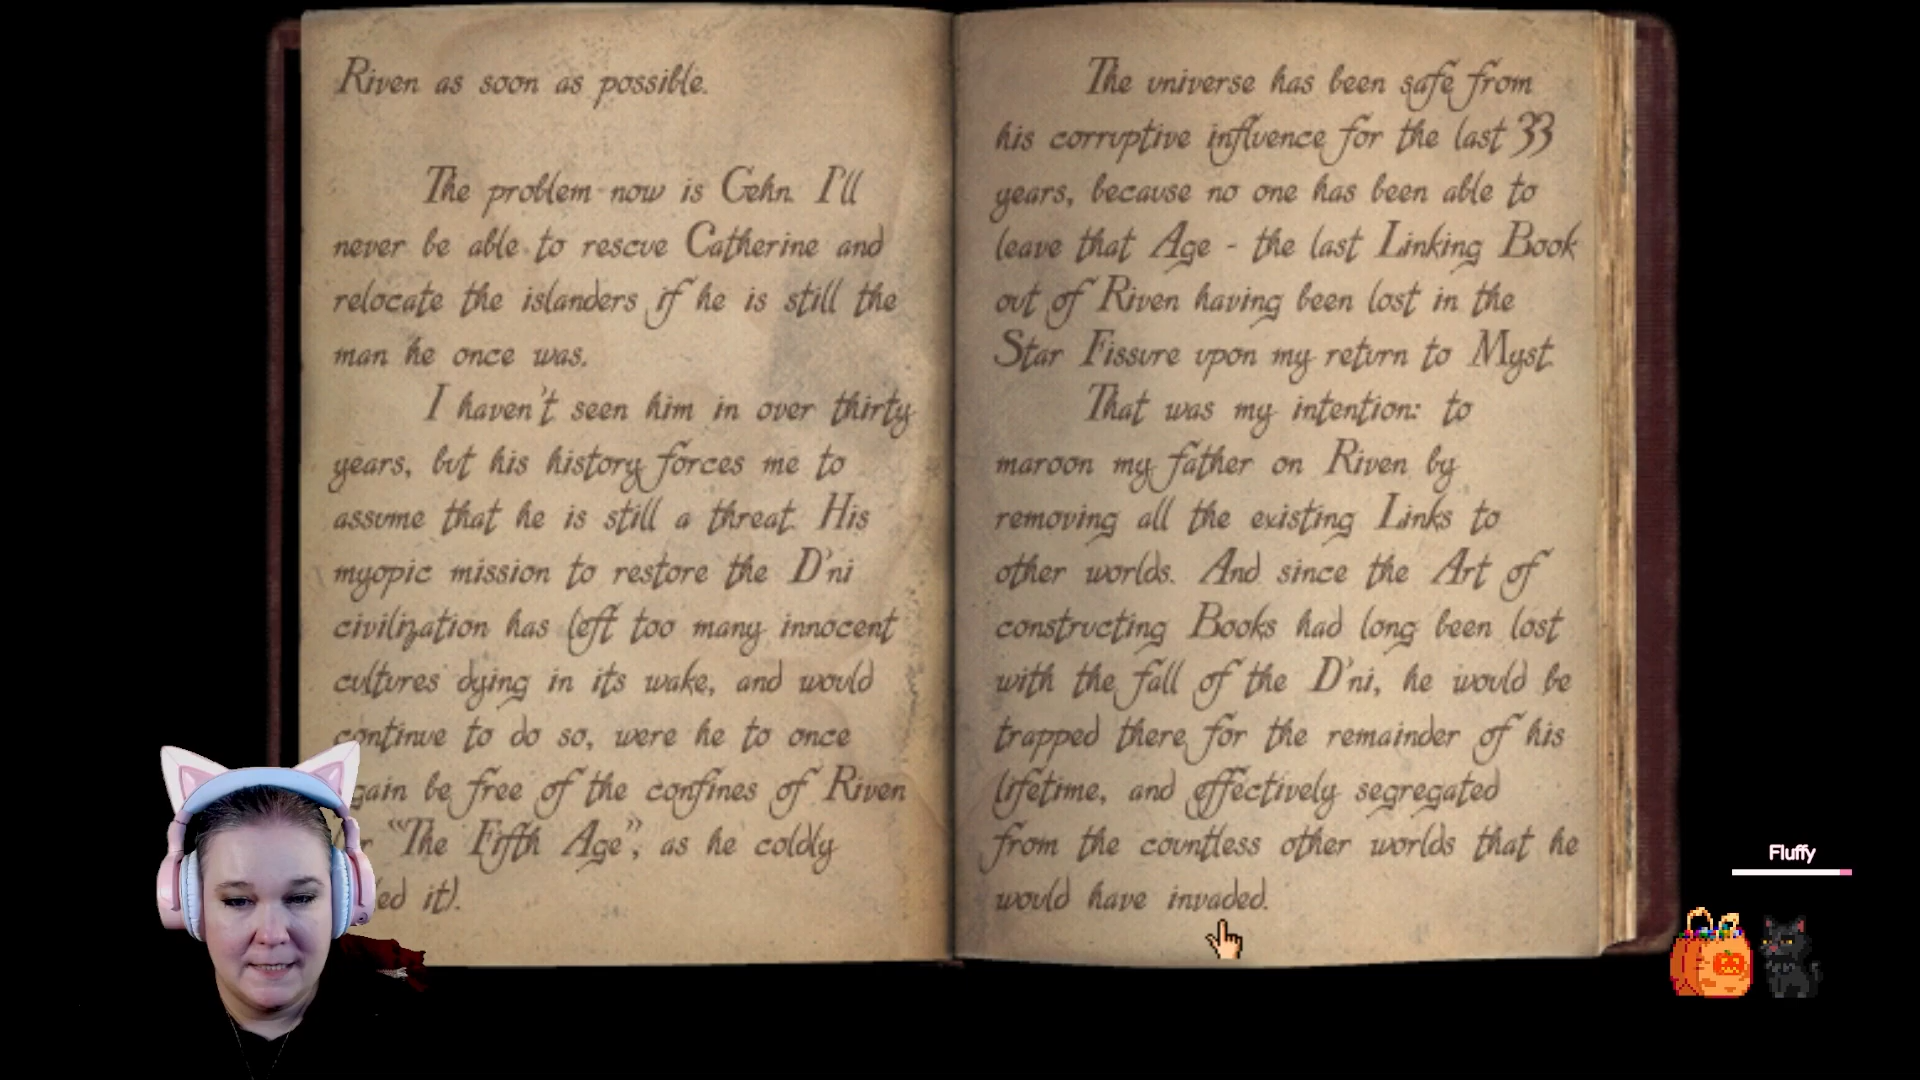 Riven as soon as possible.
The problem now is Gehn. I'll
never be able to rescue Catherine and
relocate the islanders if he is still the
man he once was.
I haven't seen him in over thirty
years, but his history forces me to
assume that he is still a threat. His
myopic mission to restore the D'ni
civilization has left too many innocent
cultures dying in its wake, and would
continue to do so, were he to once
gain be free of the confines of Riven
r "The Fifth Age", as he coldly
ed it).
The universe has been safe from
his corruptive influence for the last 33
years, because no one has been able to
leave that Age - the last Linking Book
out of Riven having been lost in the
Star Fissure upon my return to Myst.
That was my intention: to
maroon my father on Riven by
removing all the existing Links to
other worlds. And since the Art of
constructing Books had long been lost
with the fall of the D'ni, he would be
trapped there for the remainder of his
lifetime, and effectively segregated
from the countless other worlds that he
would have invaded.
Fluffy